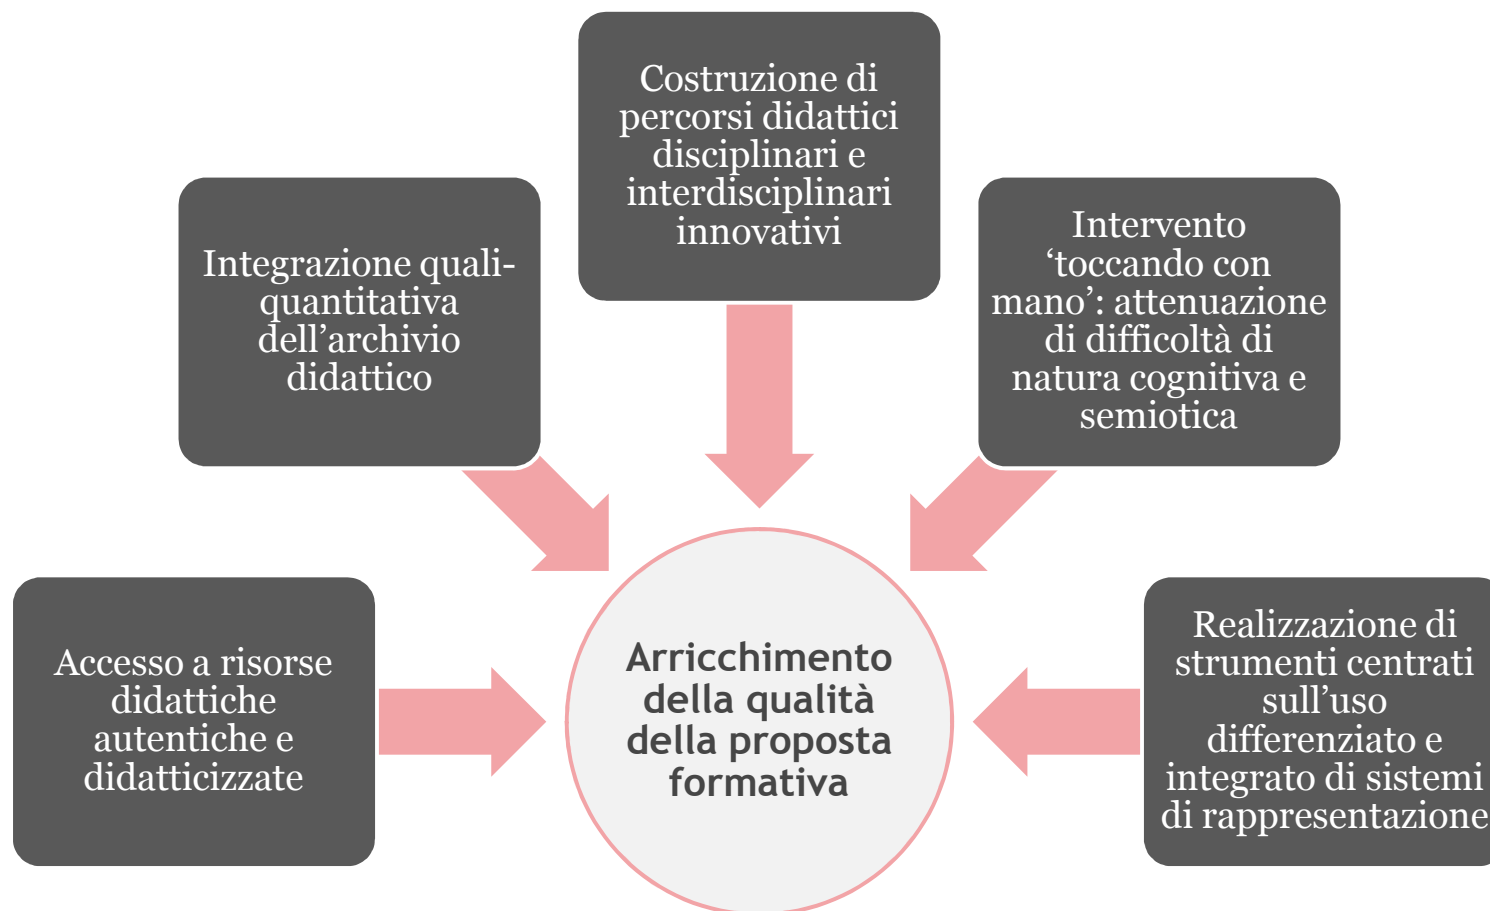 Costruzione di
percorsi didattici
disciplinari e
interdisciplinari
innovativi
Integrazione quali-
quantitativa
dell’archivio
didattico
Intervento
‘toccando con
mano’: attenuazione
di difficoltà di
natura cognitiva e
semiotica
Accesso a risorse
didattiche
autentiche e
didatticizzate
Arricchimento
della qualità
della proposta
formativa
Realizzazione di
strumenti centrati
sull’uso
differenziato e
integrato di sistemi
di rappresentazione